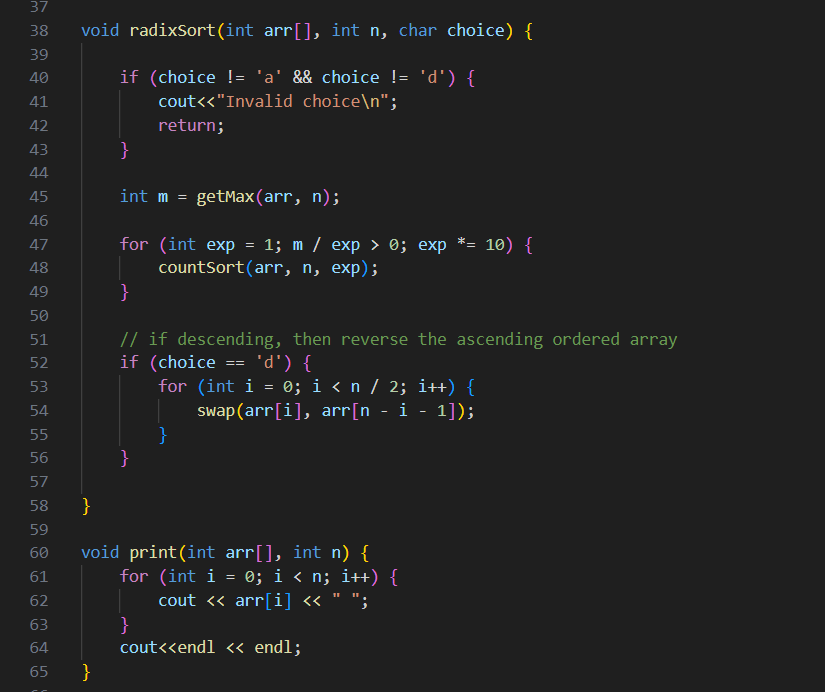 37
38 void radixSort(int arr[], int n, char choice) {
39
40     if (choice != 'a' && choice != 'd') {
41         cout<<"Invalid choice\n";
42         return;
43     }
44
45     int m = getMax(arr, n);
46
47     for (int exp = 1; m / exp > 0; exp *= 10) {
48         countSort(arr, n, exp);
49     }
50
51     // if descending, then reverse the ascending ordered array
52     if (choice == 'd') {
53         for (int i = 0; i < n / 2; i++) {
54             swap(arr[i], arr[n - i - 1]);
55         }
56     }
57
58 }
59
60 void print(int arr[], int n) {
61     for (int i = 0; i < n; i++) {
62         cout << arr[i] << " ";
63     }
64     cout<<endl << endl;
65 }